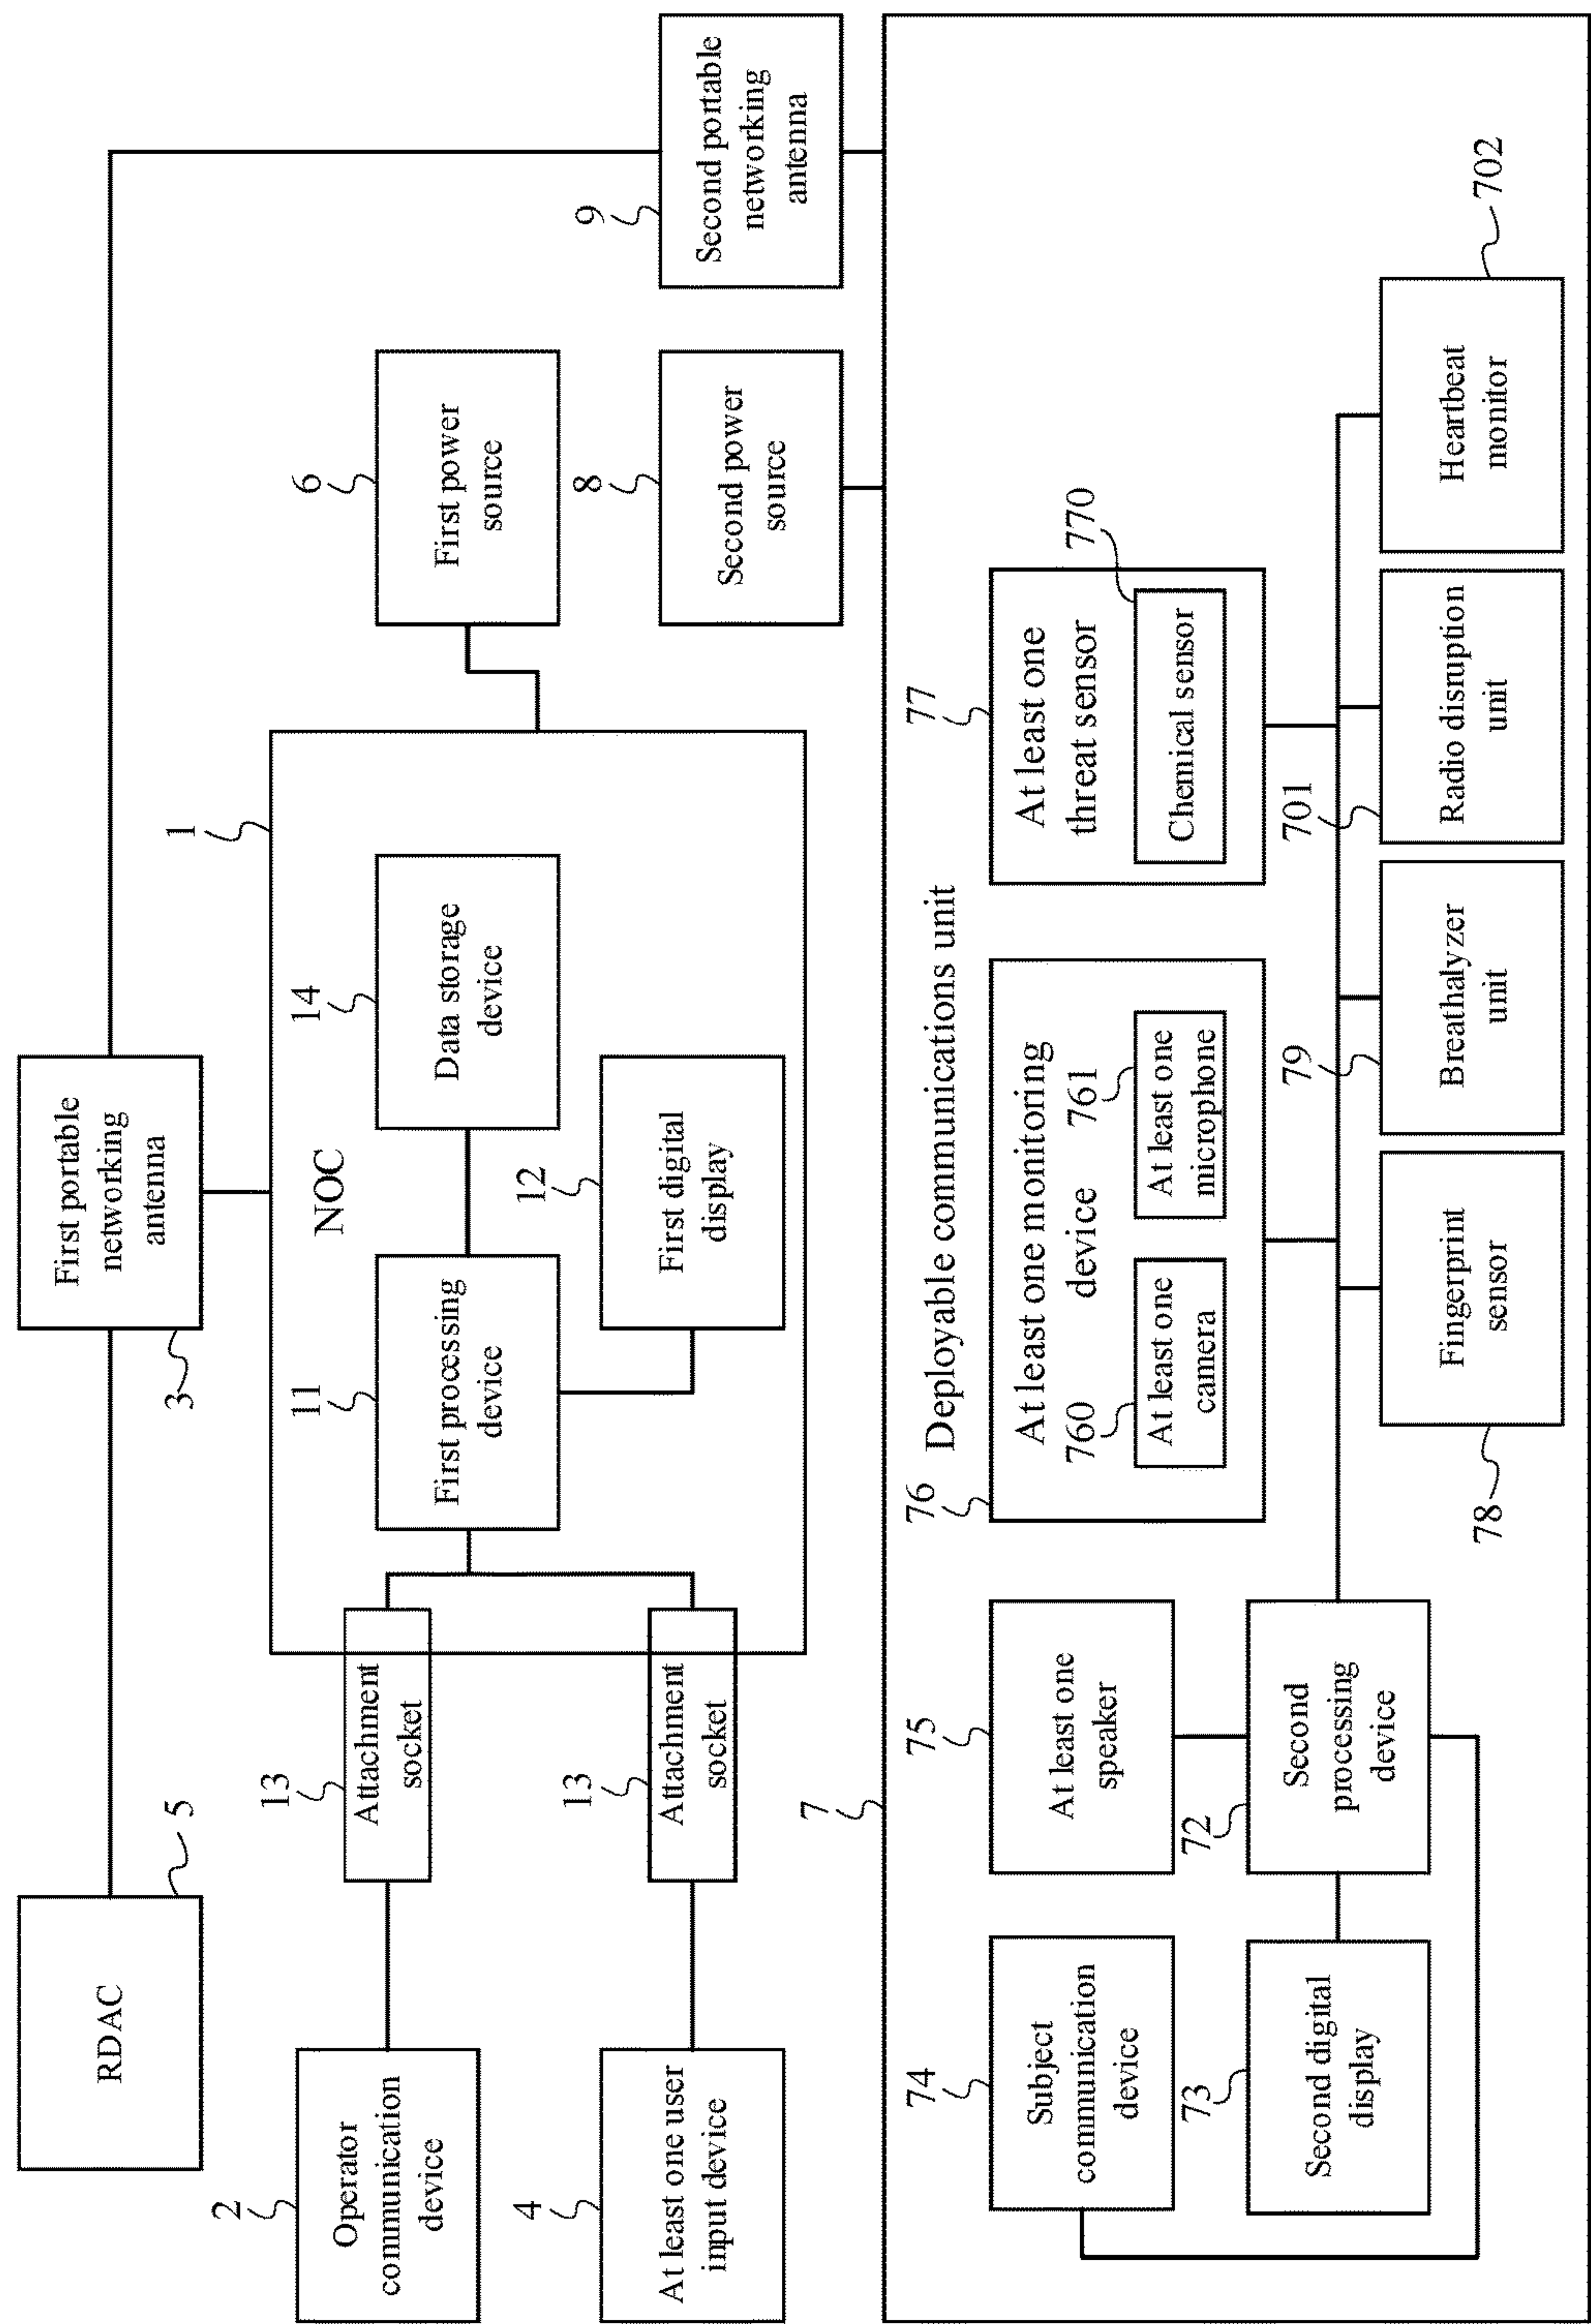 RDAC
5
First portable
networking
antenna
3
Operator
communication
device
2
Attachment
socket
13
At least one user
input device
4
Attachment
socket
13
NOC
1
First processing
device
11
Data storage
device
14
First digital
display
12
First power
source
6
Second power
source
8
Second portable
networking
antenna
9
7
Deployable communications unit
Subject
communication
device
74
At least one
speaker
75
Second digital
display
73
Second
processing
device
72
At least one monitoring
device
76
At least one
camera
760
At least one
microphone
761
At least one
threat sensor
77
Chemical sensor
770
Fingerprint
sensor
78
Breathalyzer
unit
79
Radio disruption
unit
701
Heartbeat
monitor
702